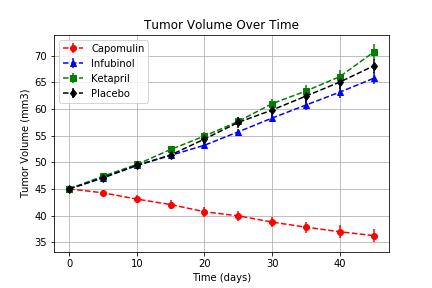 Tumor Volume Over Time
Capomulin
Infubinol
Ketapril
Placebo
Tumor Volume (mm3)
70
65
60
55
50
45
40
35
0 10 20 30 40
Time (days)